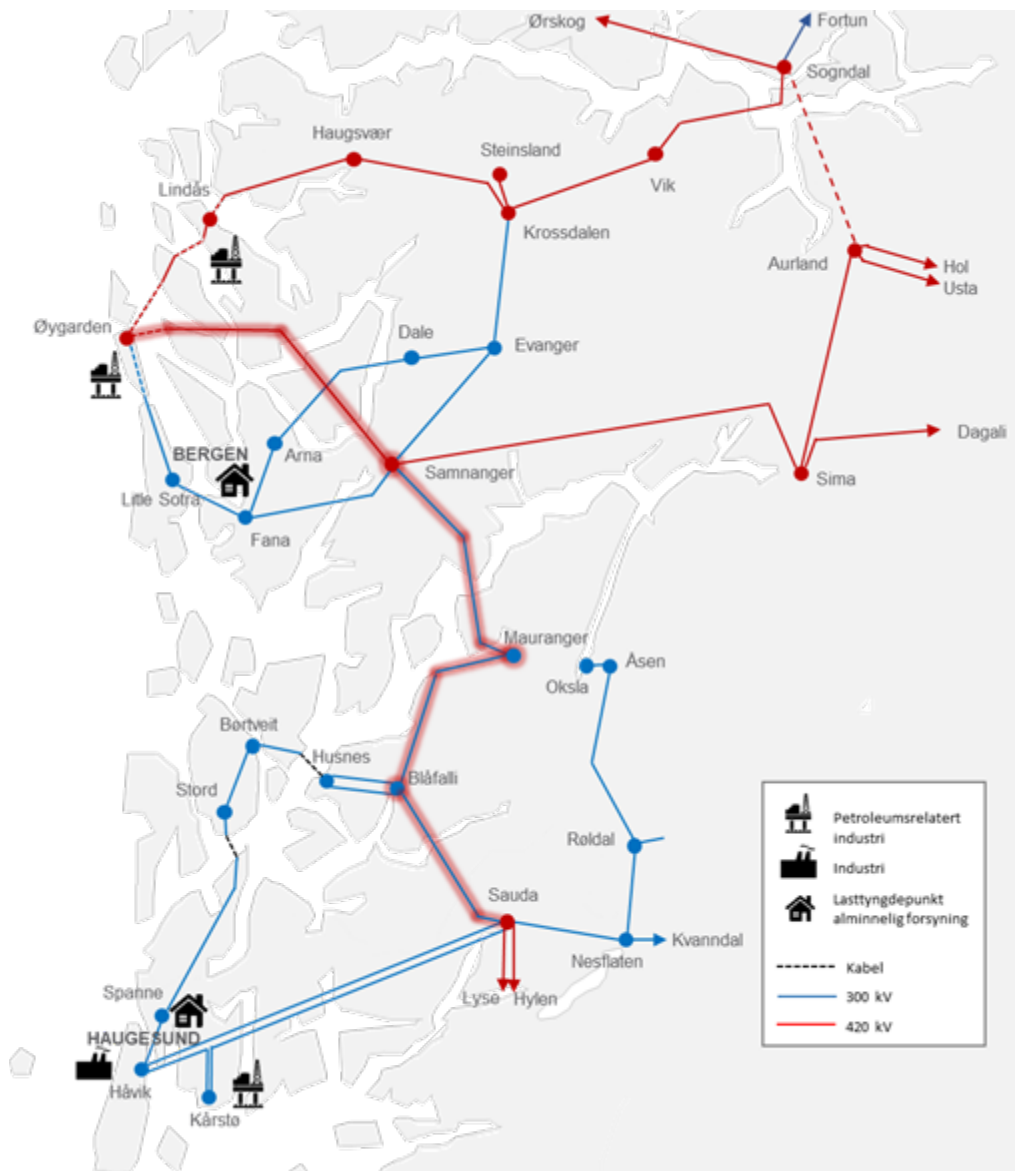 Ørskog
Fortun
Sogndal
Haugsvær
Steinsland
Vik
Lindås
Krossdalen
Aurland
Hol
Usta
Øygarden
Dale
Evanger
Dagali
BERGEN
Arna
Samnanger
Sima
Litle Sotra
Fana
Mauranger
Oksla
Åsen
Børtveit
Husnes
Blåfalli
Stord
Røldal
Sauda
Kvanndal
Nesflaten
Lyse
Hylen
Spanne
HAUGESUND
Håvik
Kårstø
Petroleumsrelatert
industri
Industri
Lasttyngdepunkt
alminnelig forsyning
Kabel
300 kV
420 kV